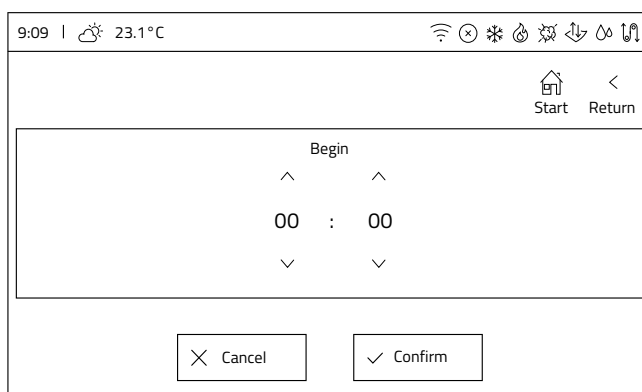 9:09 | 23.1°C
Start Return
Begin
00 : 00
Cancel Confirm